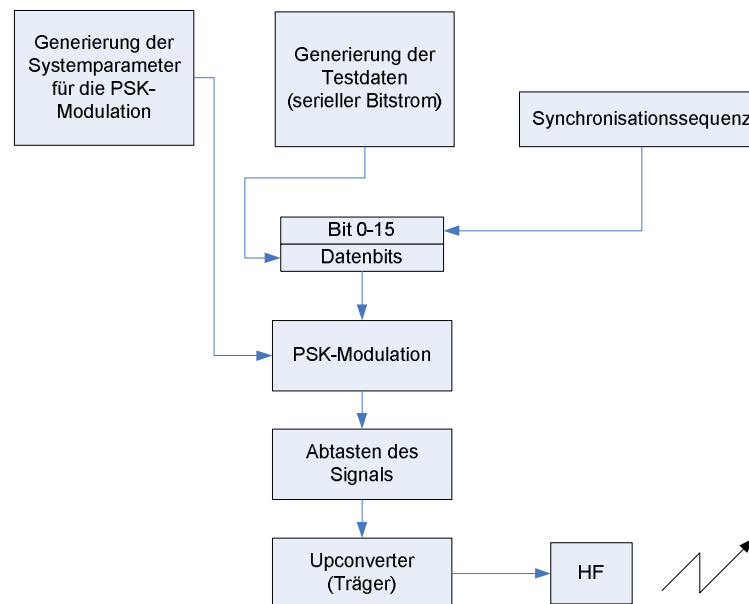 Generierung der
Systemparameter
für die PSK-
Modulation
Generierung der
Testdaten
(serieller Bitstrom)
Synchronisationssequenz
Bit 0-15
Datenbits
PSK-Modulation
Abtasten des
Signals
Upconverter
(Träger)
HF